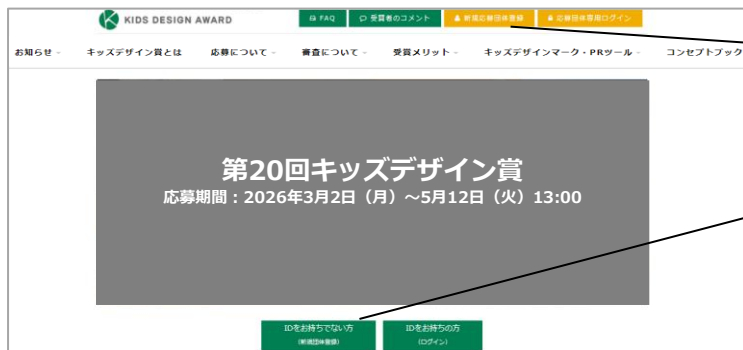 KIDS DESIGN AWARD
FAQ
受賞者のコメント
新規応募団体登録
応募団体専用ログイン
お知らせ
キッズデザイン賞とは
応募について
審査について
受賞メリット
キッズデザインマーク・PRツール
コンセプトブック
第20回キッズデザイン賞
応募期間：2026年3月2日（月）～5月12日（火）13:00
IDをお持ちでない方
（新規団体登録）
IDをお持ちの方
（ログイン）